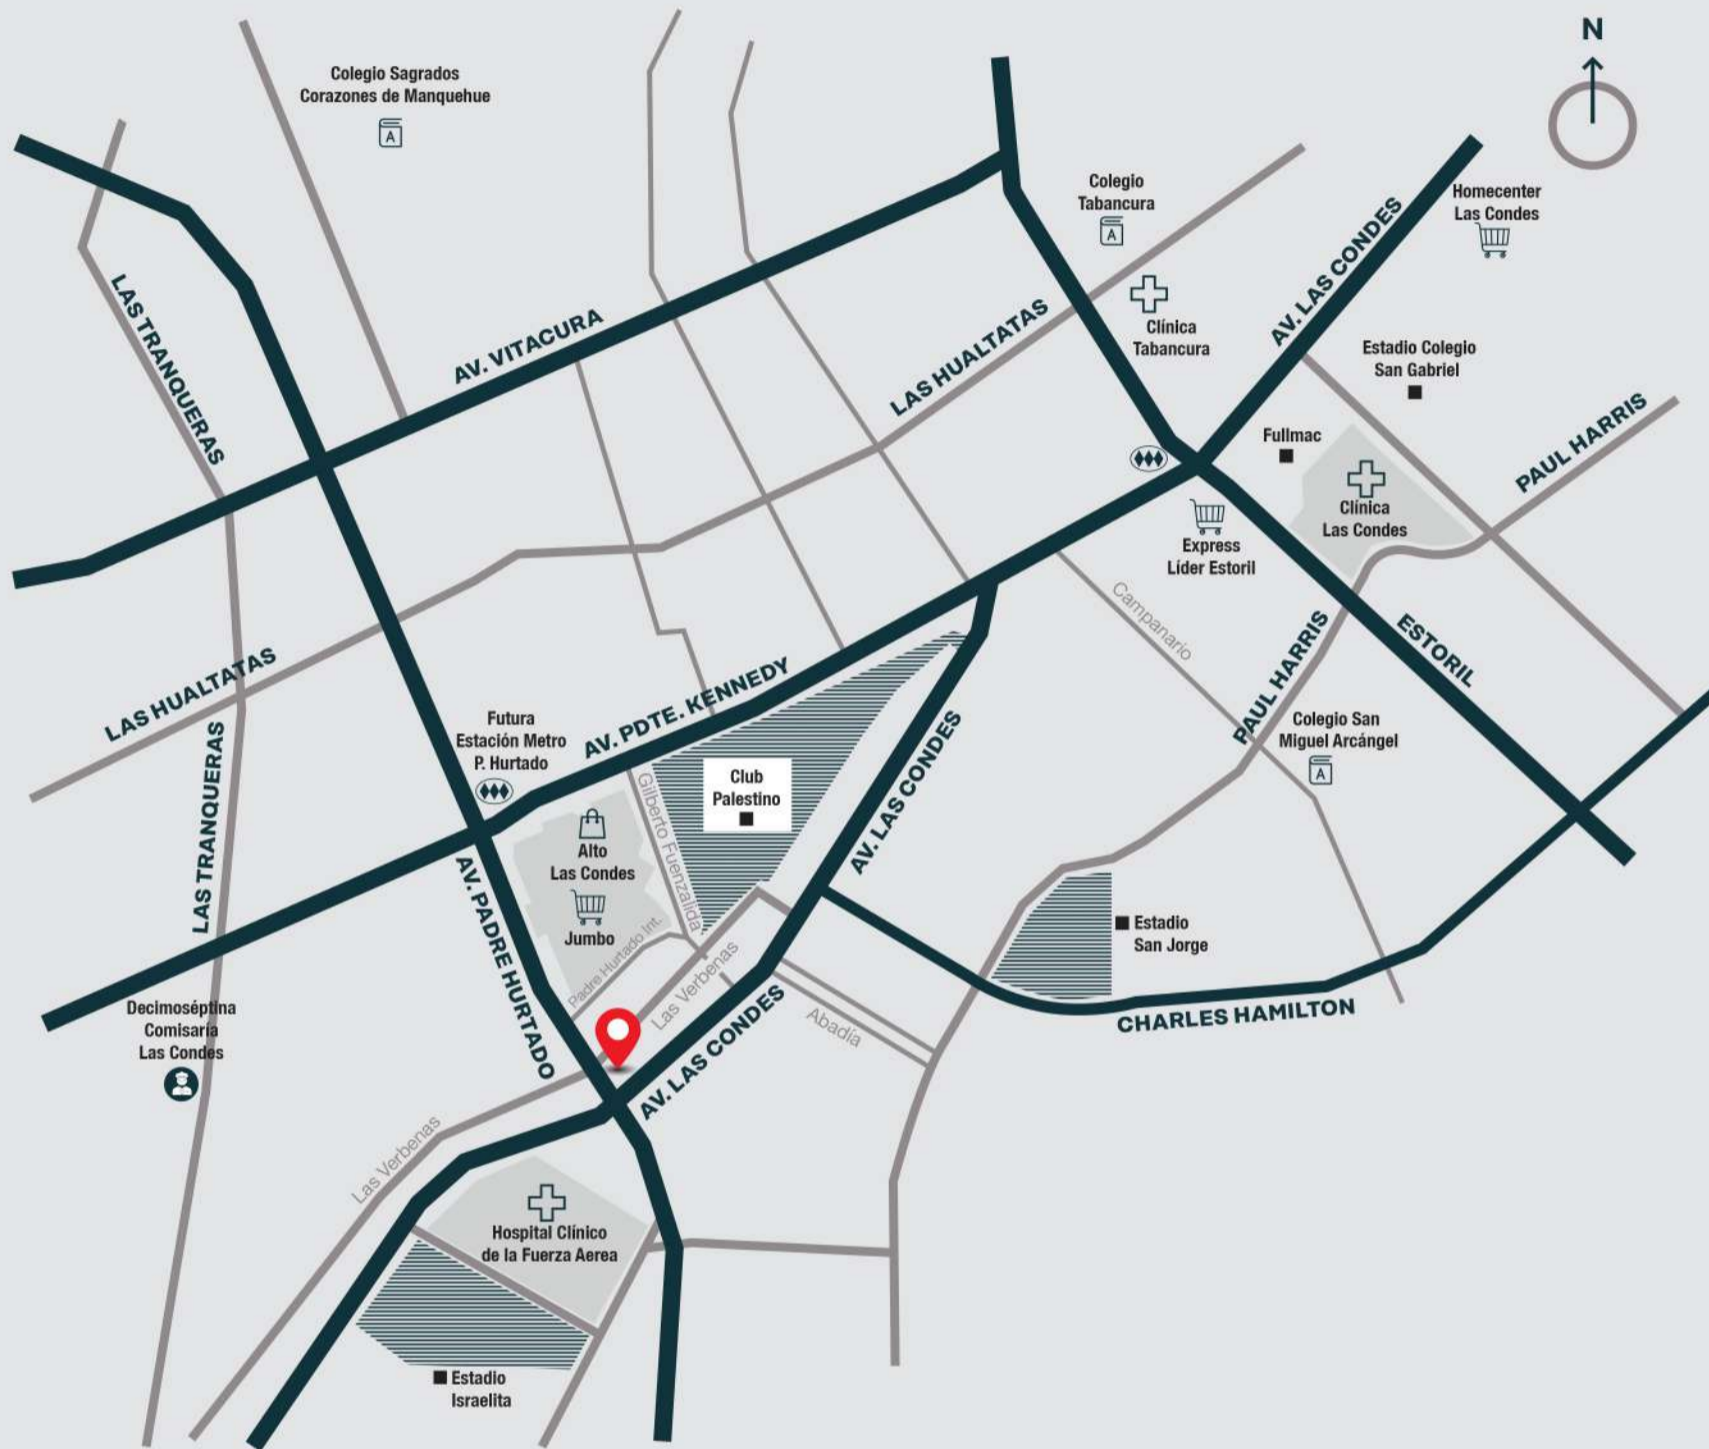 N
Colegio Sagrados
Corazones de Manquehue
A
Colegio
Tabancura
A
Homecenter
Las Condes
AV. LAS CONDES
LAS TRANQUERAS
AV. VITACURA
LAS HUALTATAS
Clínica
Tabancura
Estadio Colegio
San Gabriel
Fullmac
PAUL HARRIS
Clínica
Las Condes
Express
Líder Estoril
Campanario
ESTORIL
PAUL HARRIS
LAS HUALTATAS
AV. PDTE. KENNEDY
Futura
Estación Metro
P. Hurtado
LAS TRANQUERAS
Colegio San
Miguel Arcángel
A
Club
Palestino
Gilberto Fuenzalida
AV. LAS CONDES
Alto
Las Condes
Jumbo
AV. PADRE HURTADO
Padre Hurtado Int.
Las Verbenas
Estadio
San Jorge
Decimoséptina
Comisaría
Las Condes
CHARLES HAMILTON
Abadía
AV. LAS CONDES
Las Verbenas
Hospital Clínico
de la Fuerza Aerea
Estadio
Israelita